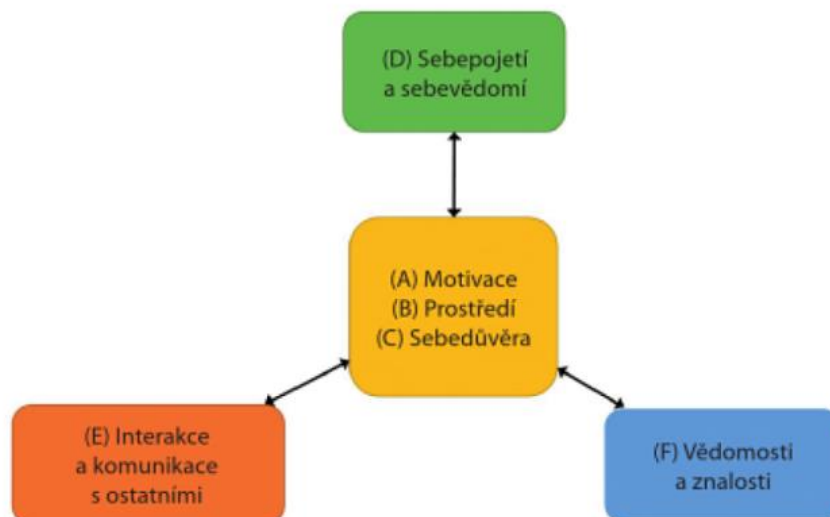 (D) Sebepojetí
a sebevědomí
(A) Motivace
(B) Prostředí
(C) Sebedůvěra
(E) Interakce
a komunikace
s ostatními
(F) Vědomosti
a znalosti